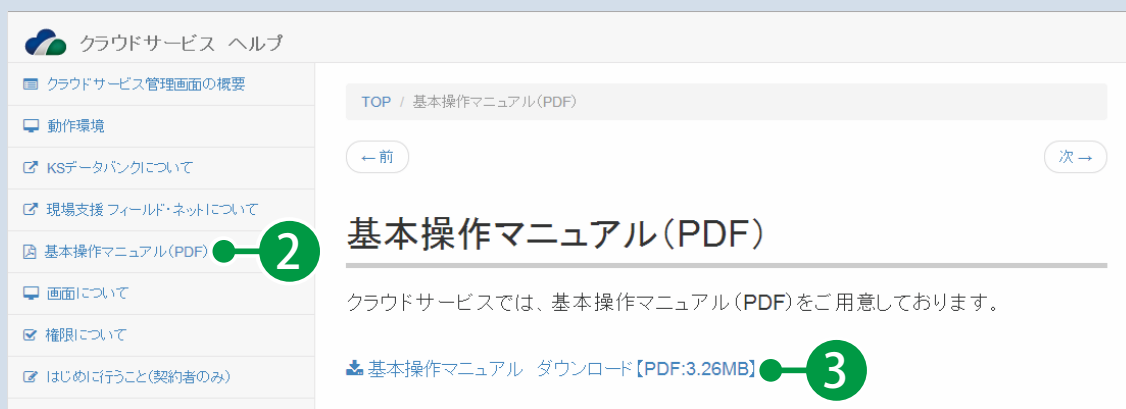 クラウドサービス ヘルプ
クラウドサービス管理画面の概要
動作環境
KSデータバンクについて
現場支援 フィールド・ネットについて
基本操作マニュアル(PDF)
2
画面について
権限について
はじめに行うこと(契約者のみ)
TOP / 基本操作マニュアル(PDF)
←前
次→
基本操作マニュアル(PDF)
クラウドサービスでは、基本操作マニュアル(PDF)をご用意しております。
基本操作マニュアル ダウンロード【PDF:3.26MB】
3